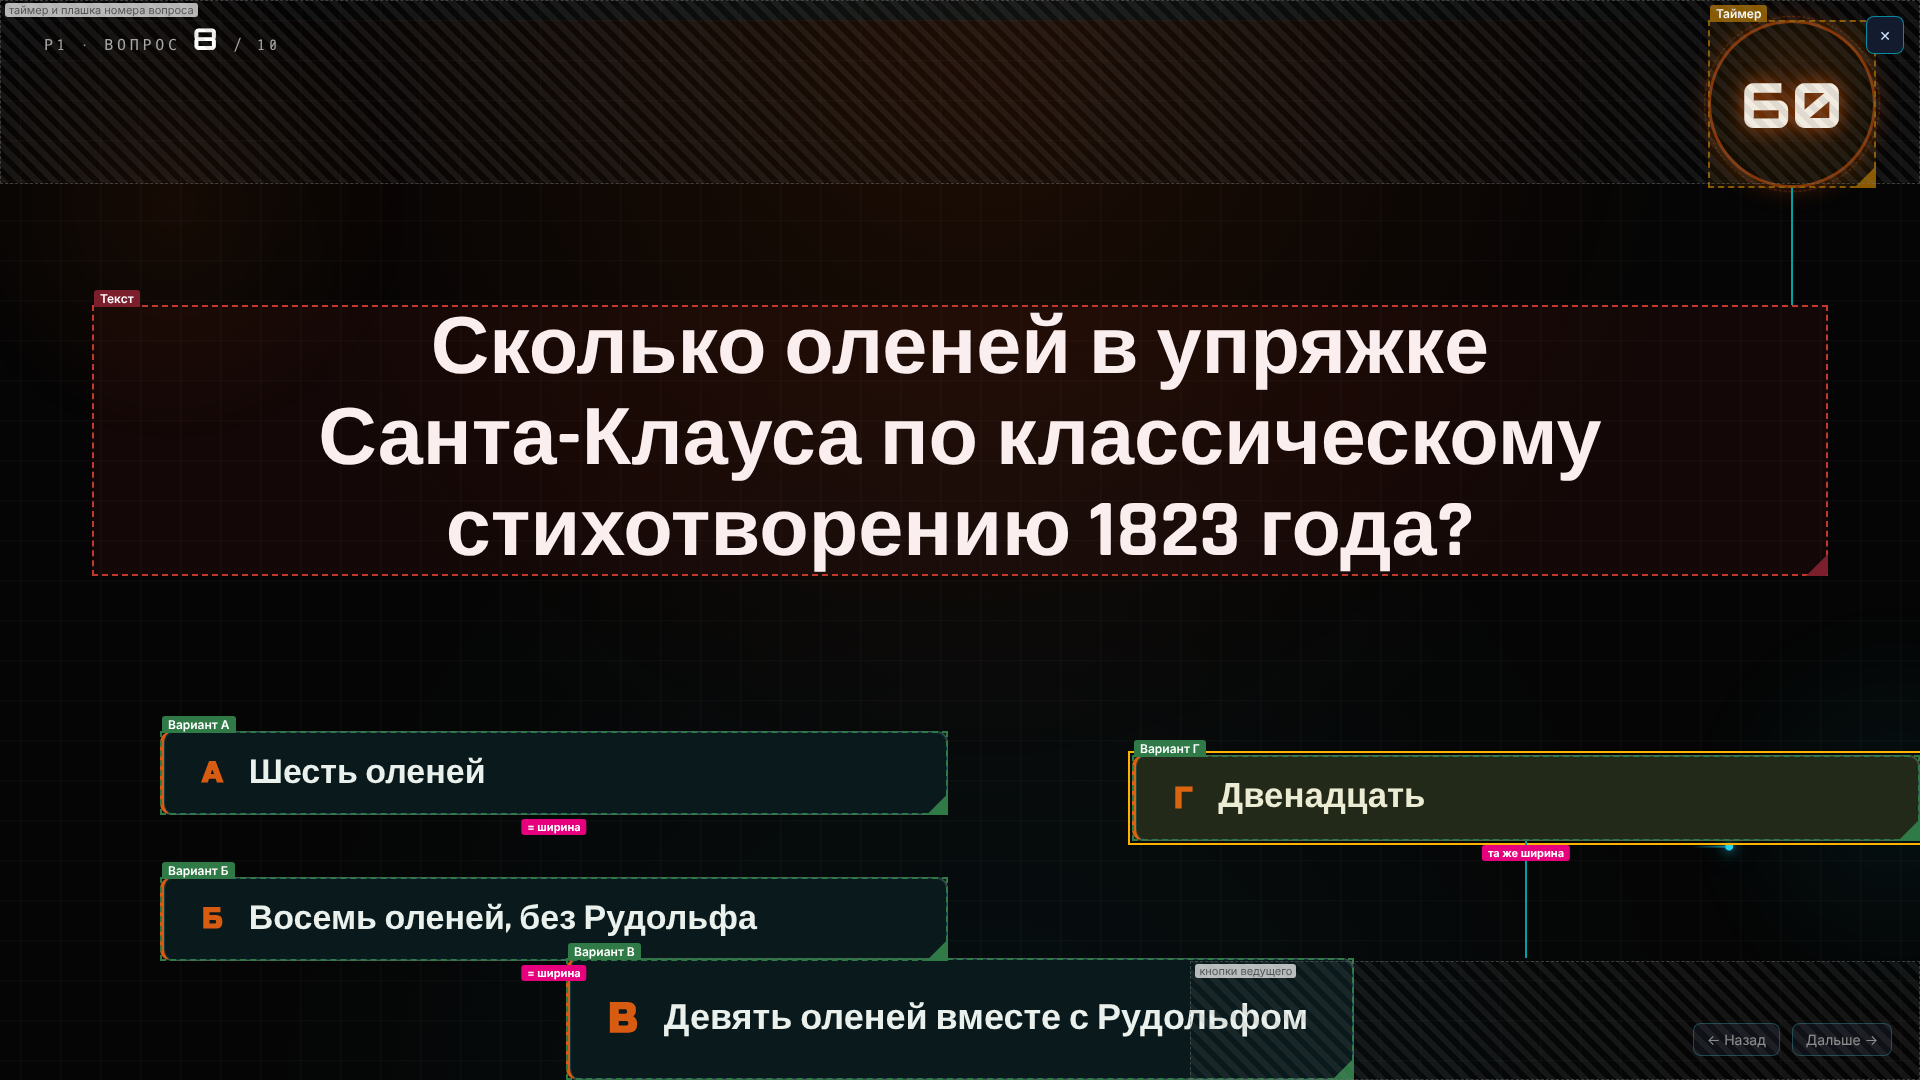 таймер и плашка номера вопроса
P1 · ВОПРОС 8 / 10
Таймер
×
60
Текст
Сколько оленей в упряжке
Санта-Клауса по классическому
стихотворению 1823 года?
Вариант А
А Шесть оленей
= ширина
Вариант Г
Г Двенадцать
та же ширина
Вариант Б
Б Восемь оленей, без Рудольфа
= ширина
Вариант В
В Девять оленей вместе с Рудольфом
кнопки ведущего
← Назад
Дальше →